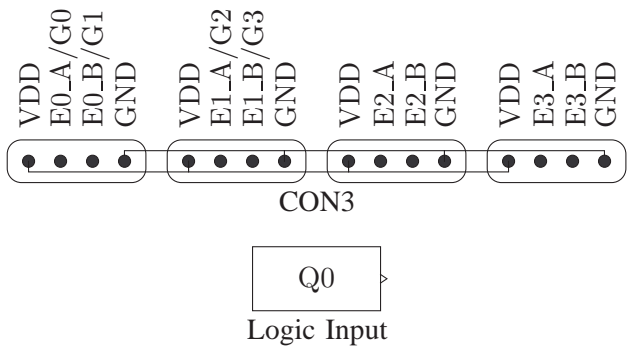 VDD
E0_A/G0
E0_B/G1
GND
VDD
E1_A/G2
E1_B/G3
GND
VDD
E2_A
E2_B
GND
VDD
E3_A
E3_B
GND
CON3
Q0
Logic Input